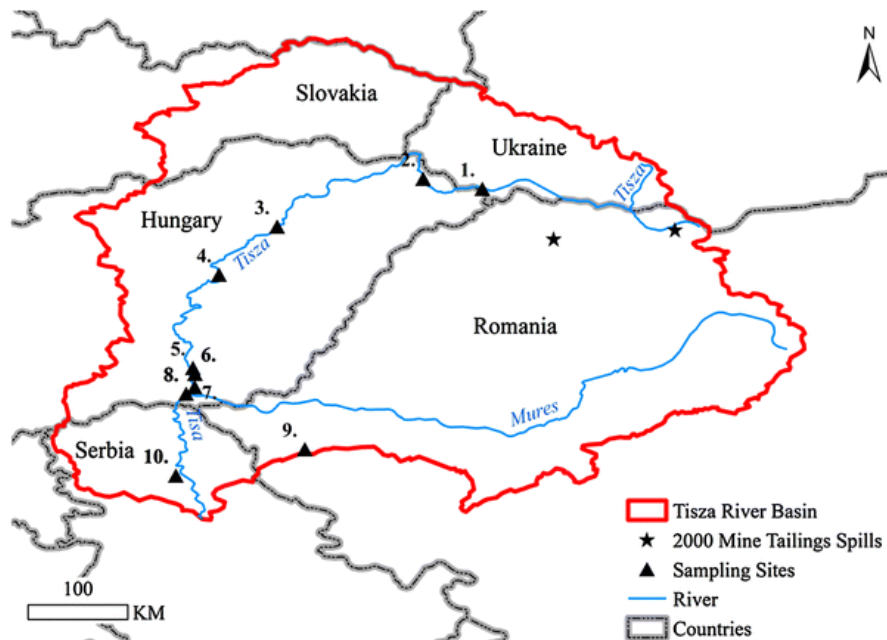 N
Slovakia
Ukraine
2.
1.
Tisza
Hungary
3.
Tisza
4.
Romania
5.
6.
8.
7.
Tisa
Mures
9.
Serbia
10.
Tisza River Basin
2000 Mine Tailings Spills
Sampling Sites
River
Countries
100
KM